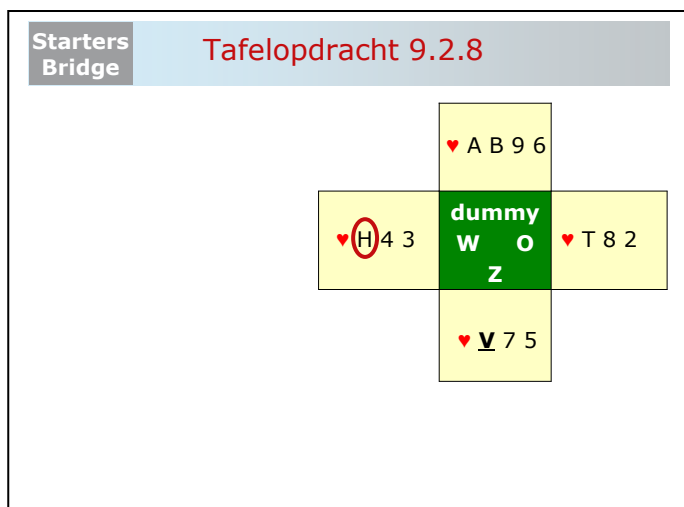 Starters
Bridge
Tafelopdracht 9.2.8
♥ A B 9 6
♥ H 4 3
dummy
W O
Z
♥ T 8 2
♥ V 7 5